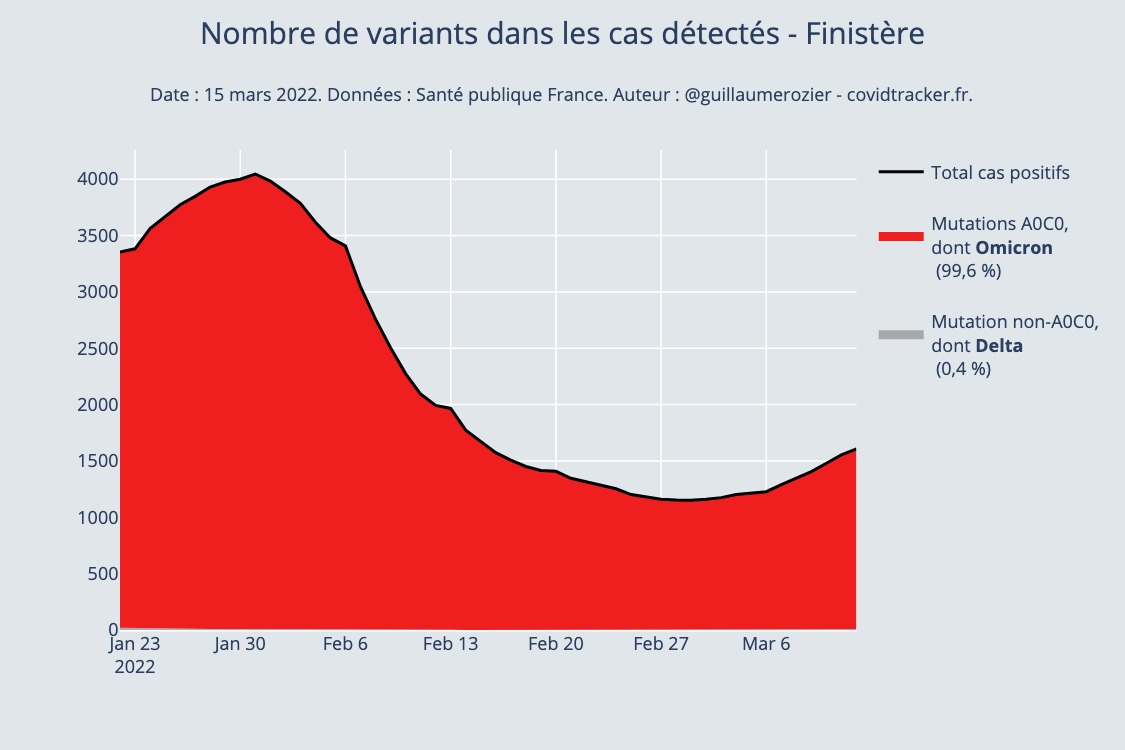 Nombre de variants dans les cas détectés - Finistère
Date : 15 mars 2022. Données : Santé publique France. Auteur : @guillaumerozier - covidtracker.fr.
Total cas positifs
Mutations A0C0,
dont Omicron
(99,6 %)
Mutation non-A0C0,
dont Delta
(0,4 %)
4000
3500
3000
2500
2000
1500
1000
500
0
Jan 23 Jan 30 Feb 6 Feb 13 Feb 20 Feb 27 Mar 6
2022